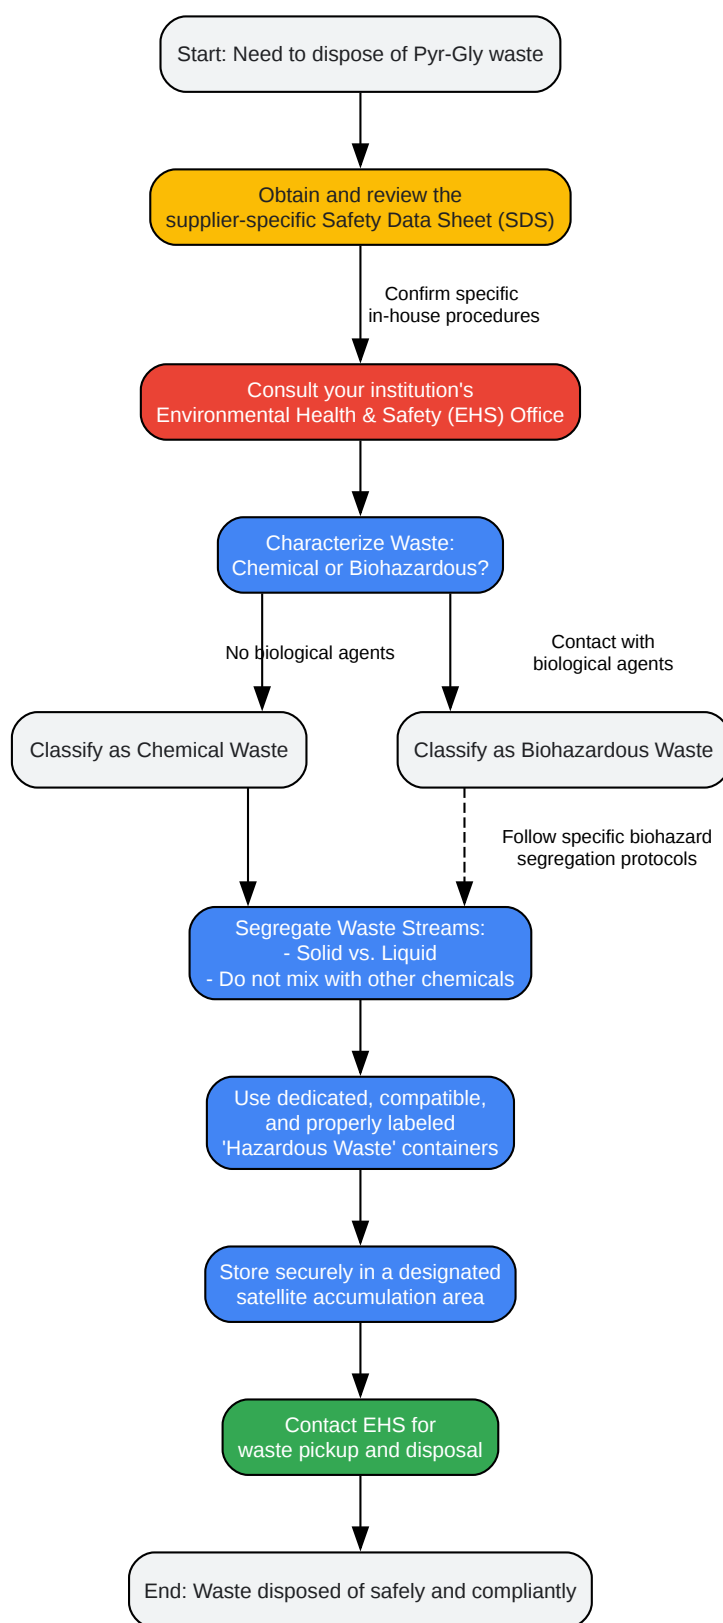 Start: Need to dispose of Pyr-Gly waste
Obtain and review the
supplier-specific Safety Data Sheet (SDS)
Confirm specific
in-house procedures
Consult your institution's
Environmental Health & Safety (EHS) Office
Characterize Waste:
Chemical or Biohazardous?
No biological agents
Contact with
biological agents
Classify as Chemical Waste
Classify as Biohazardous Waste
Follow specific biohazard
segregation protocols
Segregate Waste Streams:
- Solid vs. Liquid
- Do not mix with other chemicals
Use dedicated, compatible,
and properly labeled
'Hazardous Waste' containers
Store securely in a designated
satellite accumulation area
Contact EHS for
waste pickup and disposal
End: Waste disposed of safely and compliantly